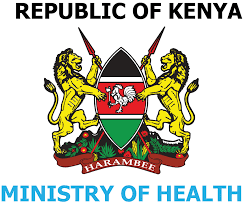 REPUBLIC OF KENYA
HARAMBEE
MINISTRY OF HEALTH